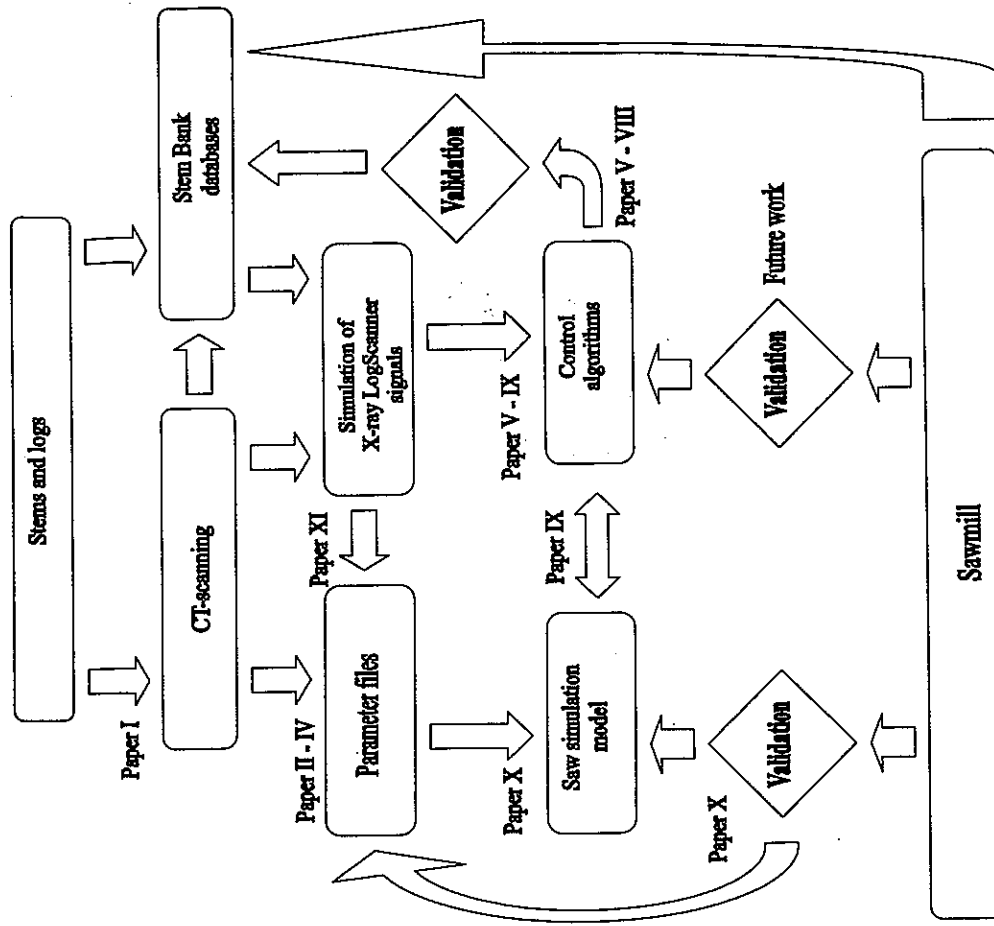 Stems and logs
Paper I
CT-scanning
Stem Bank
databases
Paper II - IV
Parameter files
Paper XI
Simulation of
X-ray LogScanner
signals
Validation
Paper X
Paper V - IX
Paper V - VIII
Saw simulation
model
Paper IX
Control
algorithms
Paper X
Validation
Validation
Future work
Sawmill